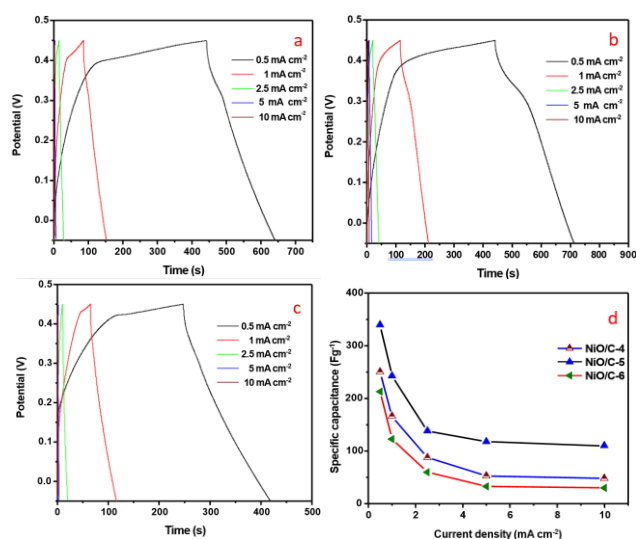 a
0.5 mA cm-2
1 mA cm-2
2.5 mA cm-2
5 mA cm-2
10 mA cm-2
Potential (V)
0.4
0.3
0.2
0.1
0.0
0 100 200 300 400 500 600 700
Time (s)
b
0.5 mA cm-2
1 mA cm-2
2.5 mA cm-2
5 mA cm-2
10 mA cm-2
Potential (V)
0.4
0.3
0.2
0.1
0.0
0 100 200 300 400 500 600 700 800 900
Time (s)
c
0.5 mA cm-2
1 mA cm-2
2.5 mA cm-2
5 mA cm-2
10 mA cm-2
Potential (V)
0.4
0.3
0.2
0.1
0.0
0 100 200 300 400 500
Time (s)
d
NiO/C-4
NiO/C-5
NiO/C-6
Specific capacitance (Fg-1)
400
300
200
100
0
0 2 4 6 8 10
Current density (mA cm-2)